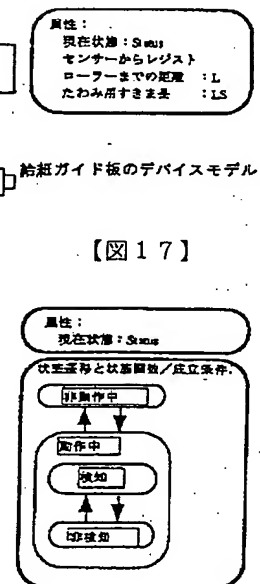 属性：
現在状態：Status
センサーからレジスト
ローラーまでの距離 ：L
たわみ用すきま長 ：LS
給紙ガイド板のデバイスモデル
【図１７】
属性：
現在状態：Status
状態遷移と状態関数／成立条件
非動作中
動作中
検知
非検知